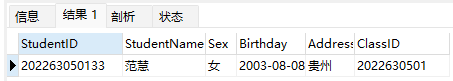 信息 结果 1 剖析 状态
StudentID StudentName Sex Birthday Address ClassID
202263050133 范慧 女 2003-08-08 贵州 2022630501